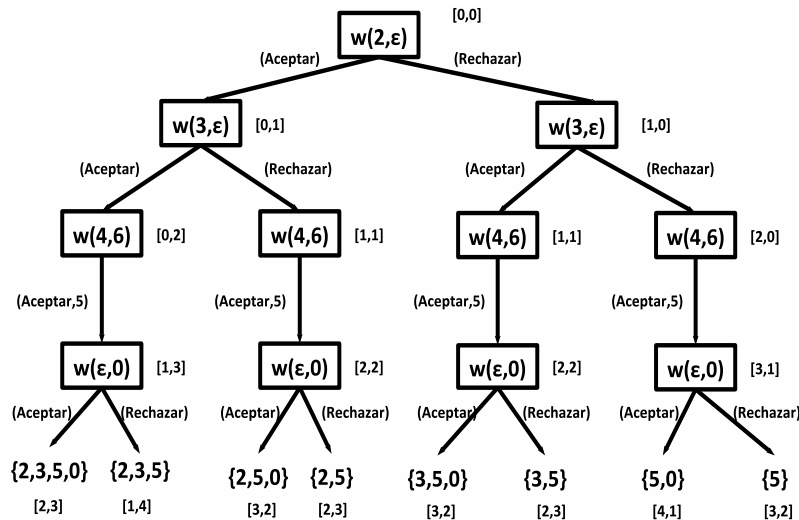 [0,0]
w(2,ε)
(Aceptar) (Rechazar)
w(3,ε) [0,1] w(3,ε) [1,0]
(Aceptar) (Rechazar) (Aceptar) (Rechazar)
w(4,6) [0,2] w(4,6) [1,1] w(4,6) [1,1] w(4,6) [2,0]
(Aceptar,5) (Aceptar,5) (Aceptar,5) (Aceptar,5)
w(ε,0) [1,3] w(ε,0) [2,2] w(ε,0) [2,2] w(ε,0) [3,1]
(Aceptar) (Rechazar) (Aceptar) (Rechazar) (Aceptar) (Rechazar) (Aceptar) (Rechazar)
{2,3,5,0} {2,3,5} {2,5,0} {2,5} {3,5,0} {3,5} {5,0} {5}
[2,3] [1,4] [3,2] [2,3] [3,2] [2,3] [4,1] [3,2]